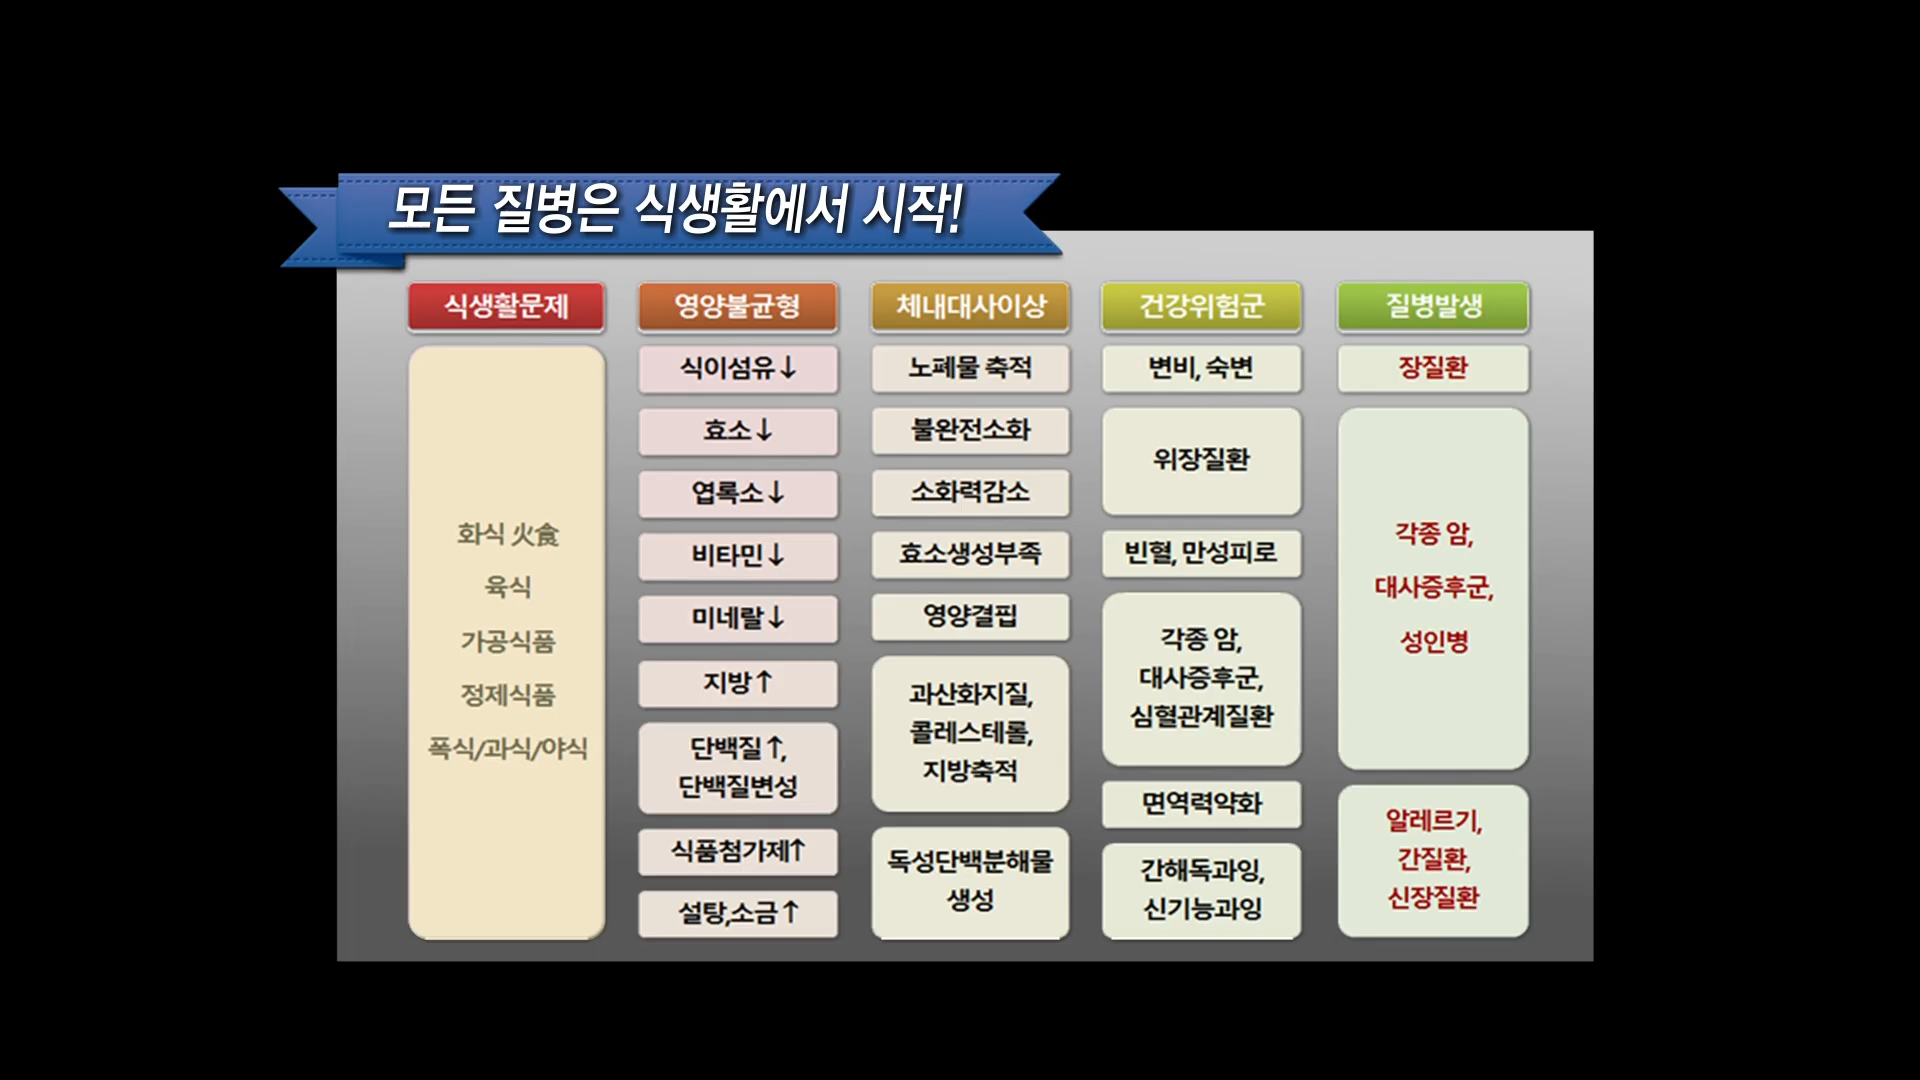 모든 질병은 식생활에서 시작!
식생활문제
화식 火食
육식
가공식품
정제식품
폭식/과식/야식
영양불균형
식이섬유↓
효소↓
엽록소↓
비타민↓
미네랄↓
지방↑
단백질↑,
단백질변성
식품첨가제↑
설탕,소금↑
체내대사이상
노폐물 축적
불완전소화
소화력감소
효소생성부족
영양결핍
과산화지질,
콜레스테롤,
지방축적
독성단백분해물
생성
건강위험군
변비, 숙변
위장질환
빈혈, 만성피로
각종 암,
대사증후군,
심혈관계질환
면역력약화
간해독과잉,
신기능과잉
질병발생
장질환
각종 암,
대사증후군,
성인병
알레르기,
간질환,
신장질환